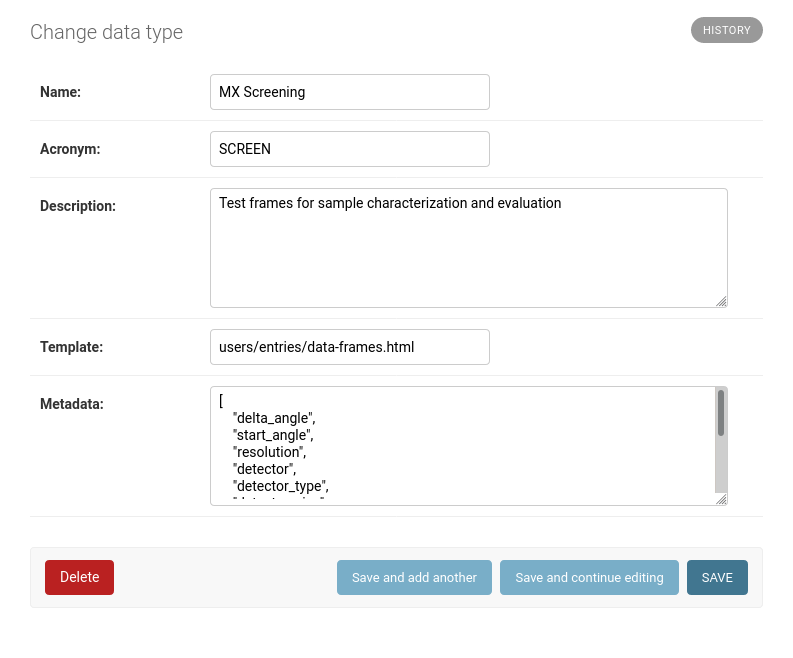 Change data type
HISTORY
Name:
MX Screening
Acronym:
SCREEN
Description:
Test frames for sample characterization and evaluation
Template:
users/entries/data-frames.html
Metadata:
[
"delta_angle",
"start_angle",
"resolution",
"detector",
"detector_type",
Delete
Save and add another
Save and continue editing
SAVE